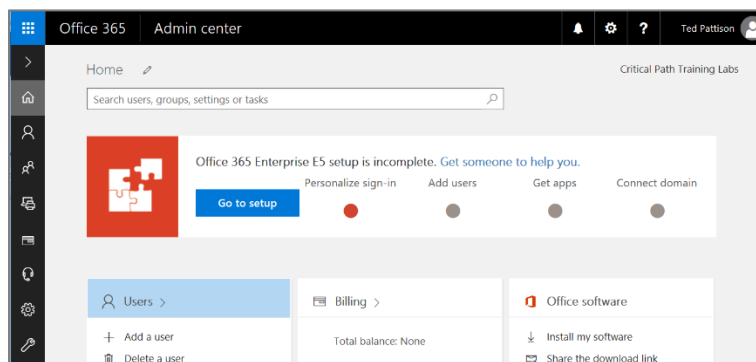 Office 365 Admin center ? Ted Pattison
Home Critical Path Training Labs
Search users, groups, settings or tasks
Office 365 Enterprise E5 setup is incomplete. Get someone to help you.
Go to setup Personalize sign-in Add users Get apps Connect domain
Users > Billing > Office software
+ Add a user Total balance: None Install my software
Delete a user Share the download link